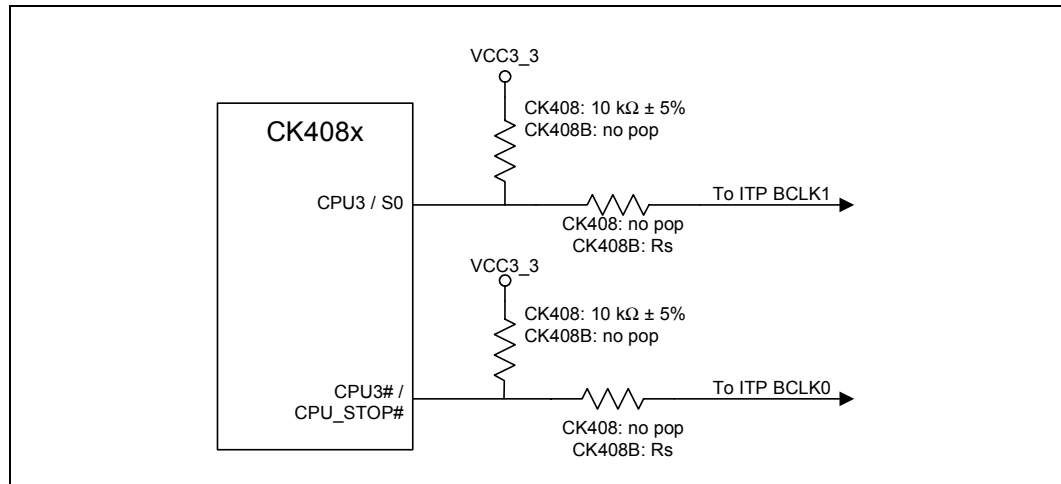 VCC3_3
CK408: 10 kΩ ± 5%
CK408B: no pop
CK408x
CPU3 / S0
To ITP BCLK1
CK408: no pop
CK408B: Rs
VCC3_3
CK408: 10 kΩ ± 5%
CK408B: no pop
CPU3# /
CPU_STOP#
To ITP BCLK0
CK408: no pop
CK408B: Rs